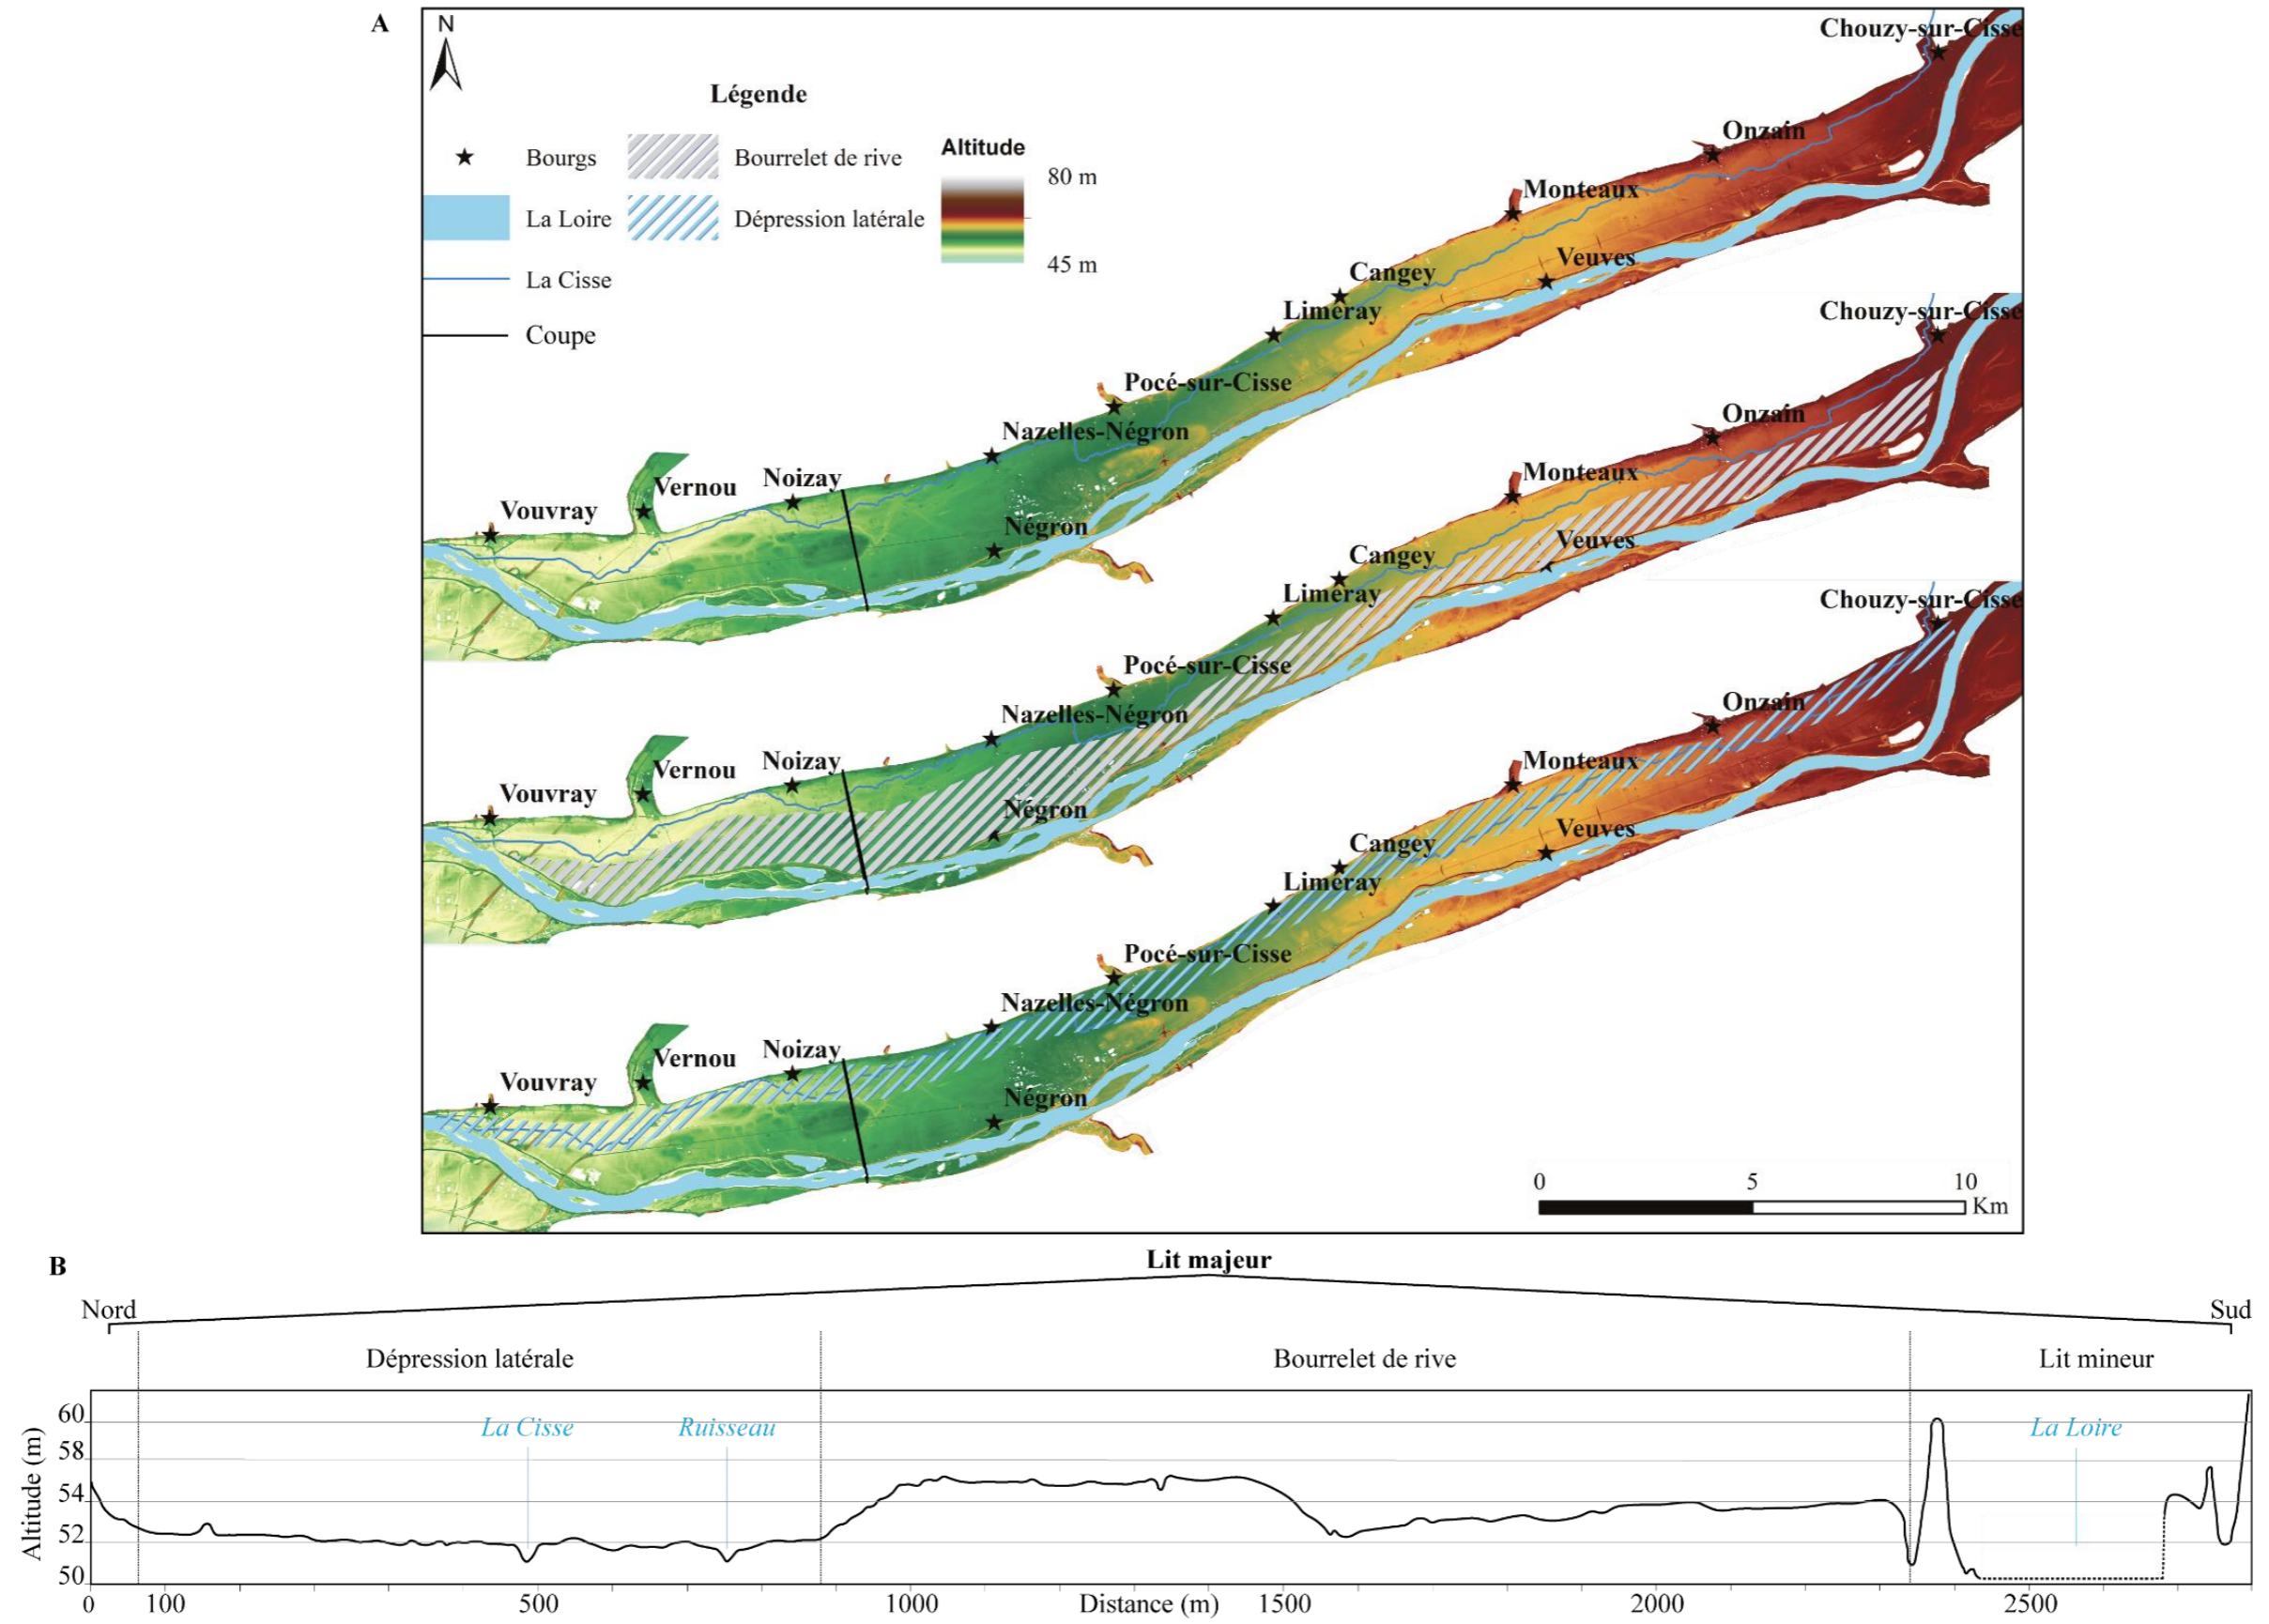 A
N
Légende
Bourgs
Bourrelet de rive
La Loire
Dépression latérale
La Cisse
Coupe
Altitude
80 m
45 m
Chouzy-sur-Cisse
Onzain
Monteaux
Veuves
Cangey
Limeray
Pocé-sur-Cisse
Nazelles-Négron
Négron
Noizay
Vernou
Vouvray
Chouzy-sur-Cisse
Onzain
Monteaux
Veuves
Cangey
Limeray
Pocé-sur-Cisse
Nazelles-Négron
Négron
Noizay
Vernou
Vouvray
Chouzy-sur-Cisse
Onzain
Monteaux
Veuves
Cangey
Limeray
Pocé-sur-Cisse
Nazelles-Négron
Négron
Noizay
Vernou
Vouvray
0 5 10
Km
B
Lit majeur
Nord
Sud
Dépression latérale
Bourrelet de rive
Lit mineur
La Cisse
Ruisseau
La Loire
Altitude (m)
60
58
54
52
50
0 100 500 1000 Distance (m) 1500 2000 2500